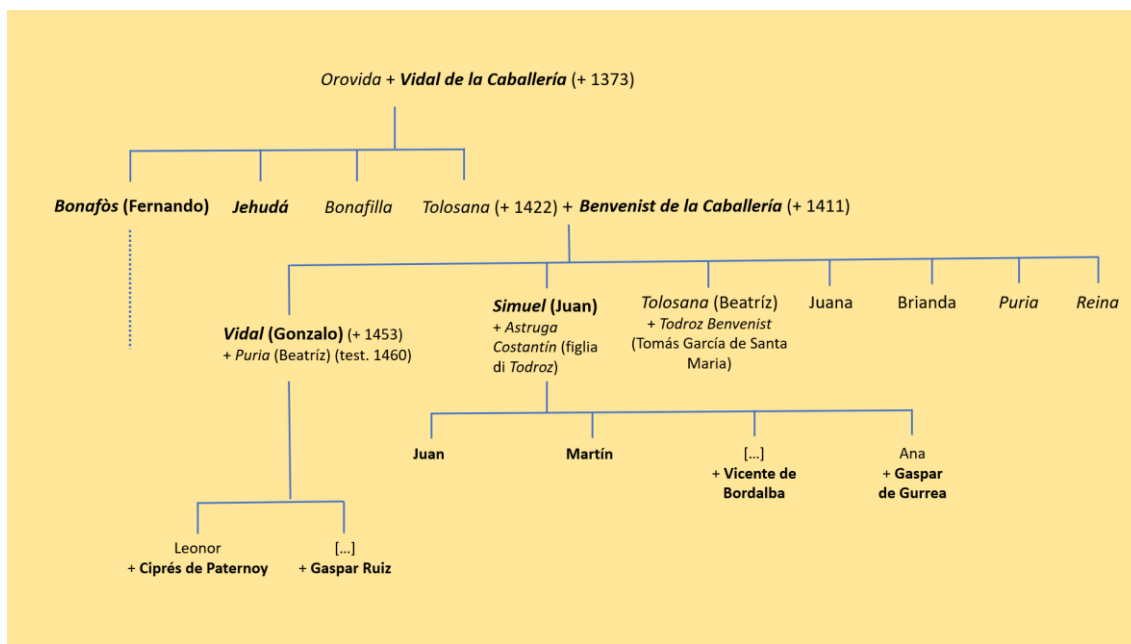 Orovida + Vidal de la Caballería (+ 1373)
Bonafòs (Fernando)
Jehudá
Bonafilla
Tolosana (+ 1422) + Benvenist de la Caballería (+ 1411)
Vidal (Gonzalo) (+ 1453)
+ Puria (Beatríz) (test. 1460)
Simuel (Juan)
+ Astruga
Costantín (figlia
di Todroz)
Tolosana (Beatríz)
+ Todroz Benvenist
(Tomás García de Santa
Maria)
Juana
Brianda
Puria
Reina
Juan
Martín
[...]
+ Vicente de
Bordalba
Ana
+ Gaspar
de Gurrea
Leonor
+ Ciprés de Paternoy
[...]
+ Gaspar Ruiz